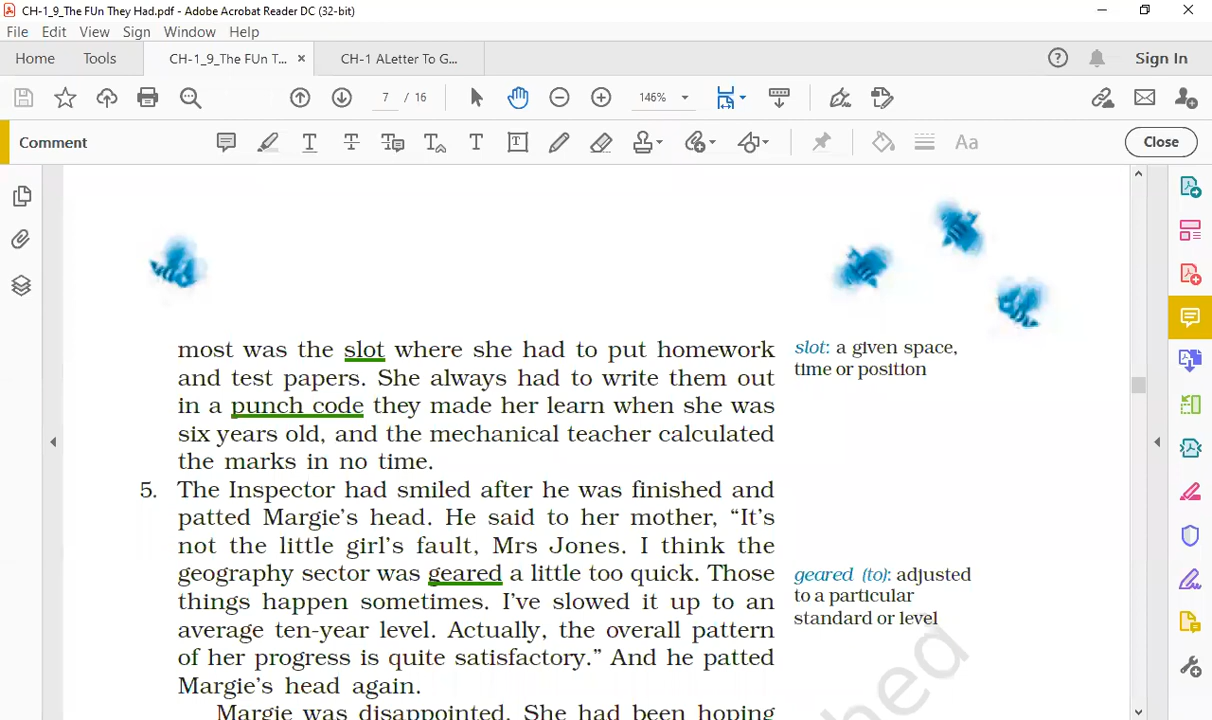 CH-1_9_The FUn They Had.pdf - Adobe Acrobat Reader DC (32-bit)
File Edit View Sign Window Help
Home Tools CH-1_9_The FUn T... × CH-1 ALetter To G... Sign In
7 / 16 146%
Comment Close
most was the slot where she had to put homework
and test papers. She always had to write them out
in a punch code they made her learn when she was
six years old, and the mechanical teacher calculated
the marks in no time.
slot: a given space,
time or position
5. The Inspector had smiled after he was finished and
patted Margie's head. He said to her mother, “It's
not the little girl's fault, Mrs Jones. I think the
geography sector was geared a little too quick. Those
things happen sometimes. I've slowed it up to an
average ten-year level. Actually, the overall pattern
of her progress is quite satisfactory.” And he patted
Margie's head again.
geared (to): adjusted
to a particular
standard or level
Margie was disappointed. She had been hoping